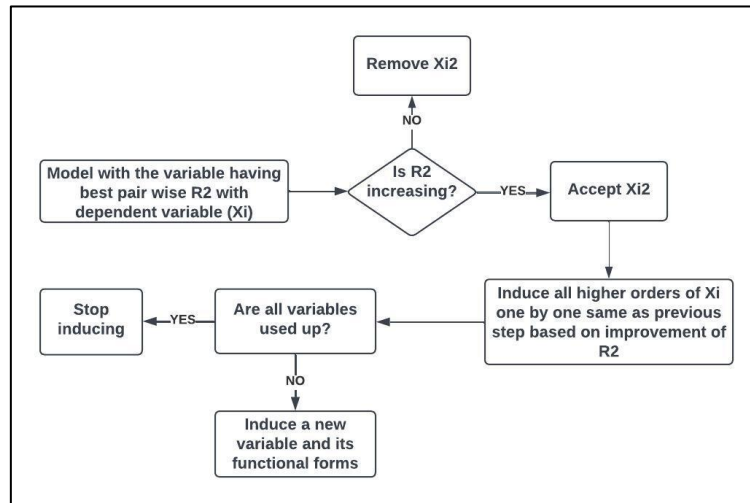 Remove Xi2
NO
Model with the variable having
best pair wise R2 with
dependent variable (Xi)
Is R2
increasing?
YES
Accept Xi2
Induce all higher orders of Xi
one by one same as previous
step based on improvement of
R2
Are all variables
used up?
YES
Stop
inducing
NO
Induce a new
variable and its
functional forms